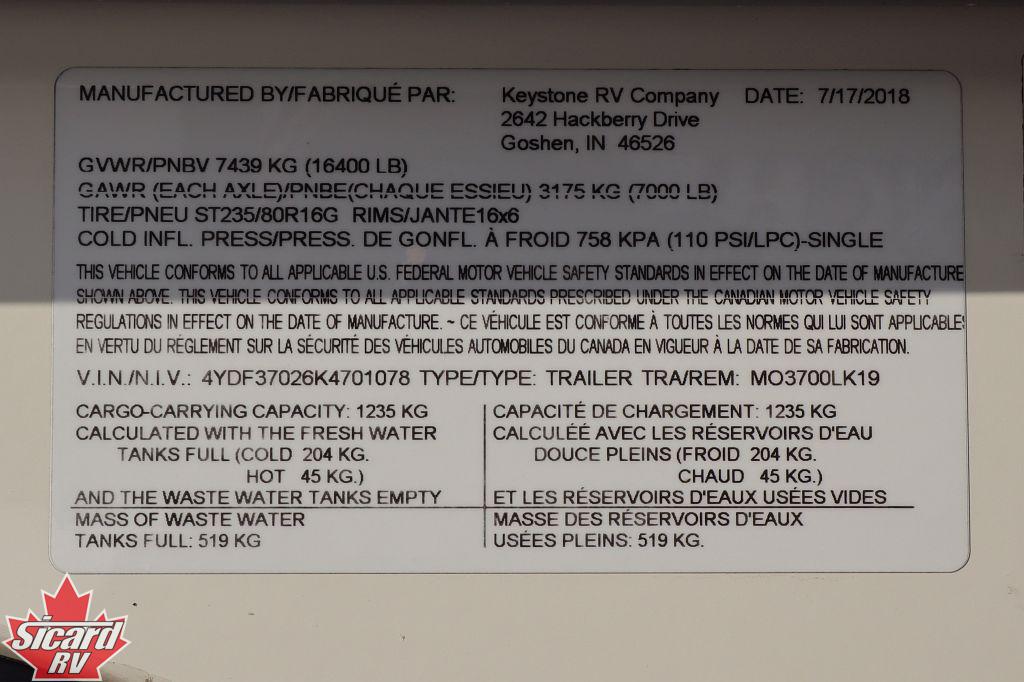 MANUFACTURED BY/FABRIQUÉ PAR: Keystone RV Company DATE: 7/17/2018
2642 Hackberry Drive
Goshen, IN 46526
GVWR/PNBV 7439 KG (16400 LB)
GAWR (EACH AXLE)/PNBE(CHAQUE ESSIEU) 3175 KG (7000 LB)
TIRE/PNEU ST235/80R16G RIMS/JANTE16x6
COLD INFL. PRESS/PRESS. DE GONFL. À FROID 758 KPA (110 PSI/LPC)-SINGLE
THIS VEHICLE CONFORMS TO ALL APPLICABLE U.S. FEDERAL MOTOR VEHICLE SAFETY STANDARDS IN EFFECT ON THE DATE OF MANUFACTURE
SHOWN ABOVE. THIS VEHICLE CONFORMS TO ALL APPLICABLE STANDARDS PRESCRIBED UNDER THE CANADIAN MOTOR VEHICLE SAFETY
REGULATIONS IN EFFECT ON THE DATE OF MANUFACTURE. ~ CE VÉHICULE EST CONFORME À TOUTES LES NORMES QUI LUI SONT APPLICABLES
EN VERTU DU RÈGLEMENT SUR LA SÉCURITÉ DES VÉHICULES AUTOMOBILES DU CANADA EN VIGUEUR À LA DATE DE SA FABRICATION.
V.I.N./N.I.V.: 4YDF37026K4701078 TYPE/TYPE: TRAILER TRA/REM: MO3700LK19
CARGO-CARRYING CAPACITY: 1235 KG
CALCULATED WITH THE FRESH WATER
TANKS FULL (COLD 204 KG.
HOT 45 KG.)
AND THE WASTE WATER TANKS EMPTY
MASS OF WASTE WATER
TANKS FULL: 519 KG
CAPACITÉ DE CHARGEMENT: 1235 KG
CALCULÉÉ AVEC LES RÉSERVOIRS D'EAU
DOUCE PLEINS (FROID 204 KG.
CHAUD 45 KG.)
ET LES RÉSERVOIRS D'EAUX USÉES VIDES
MASSE DES RÉSERVOIRS D'EAUX
USÉES PLEINS: 519 KG.
Sicard
RV